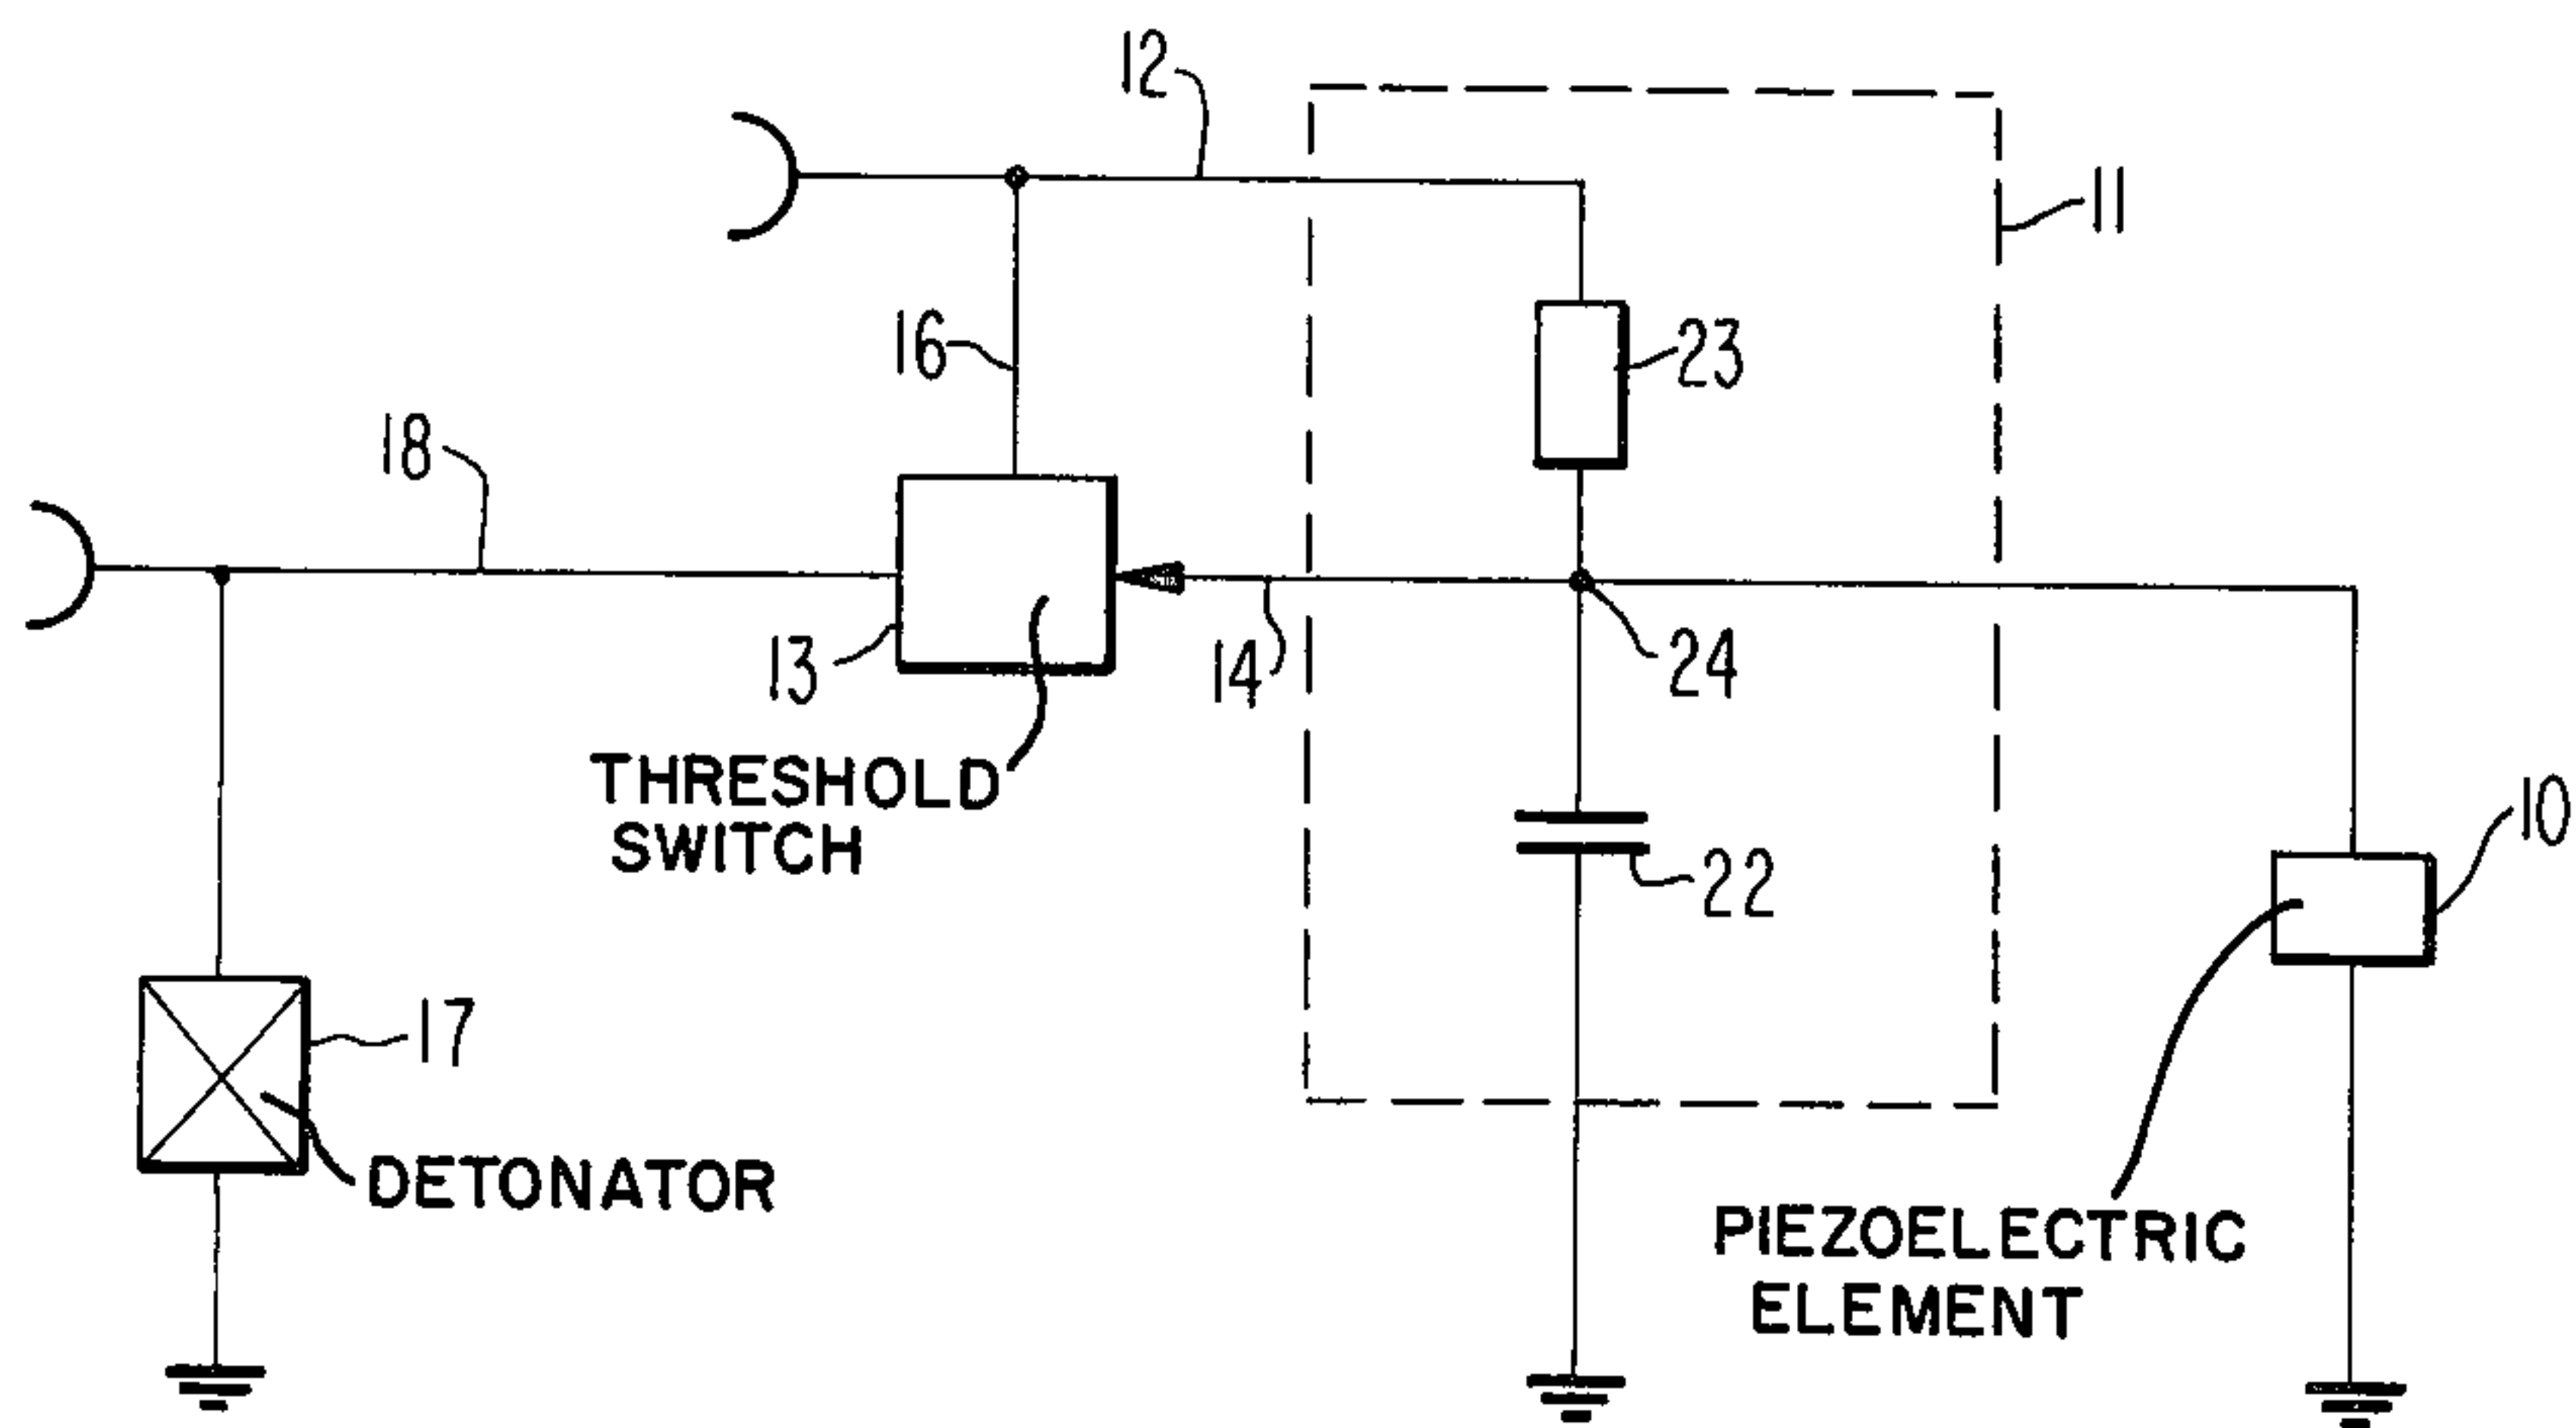 12
11
16
23
18
13
14
24
THRESHOLD
SWITCH
22
10
17
DETONATOR
PIEZOELECTRIC
ELEMENT